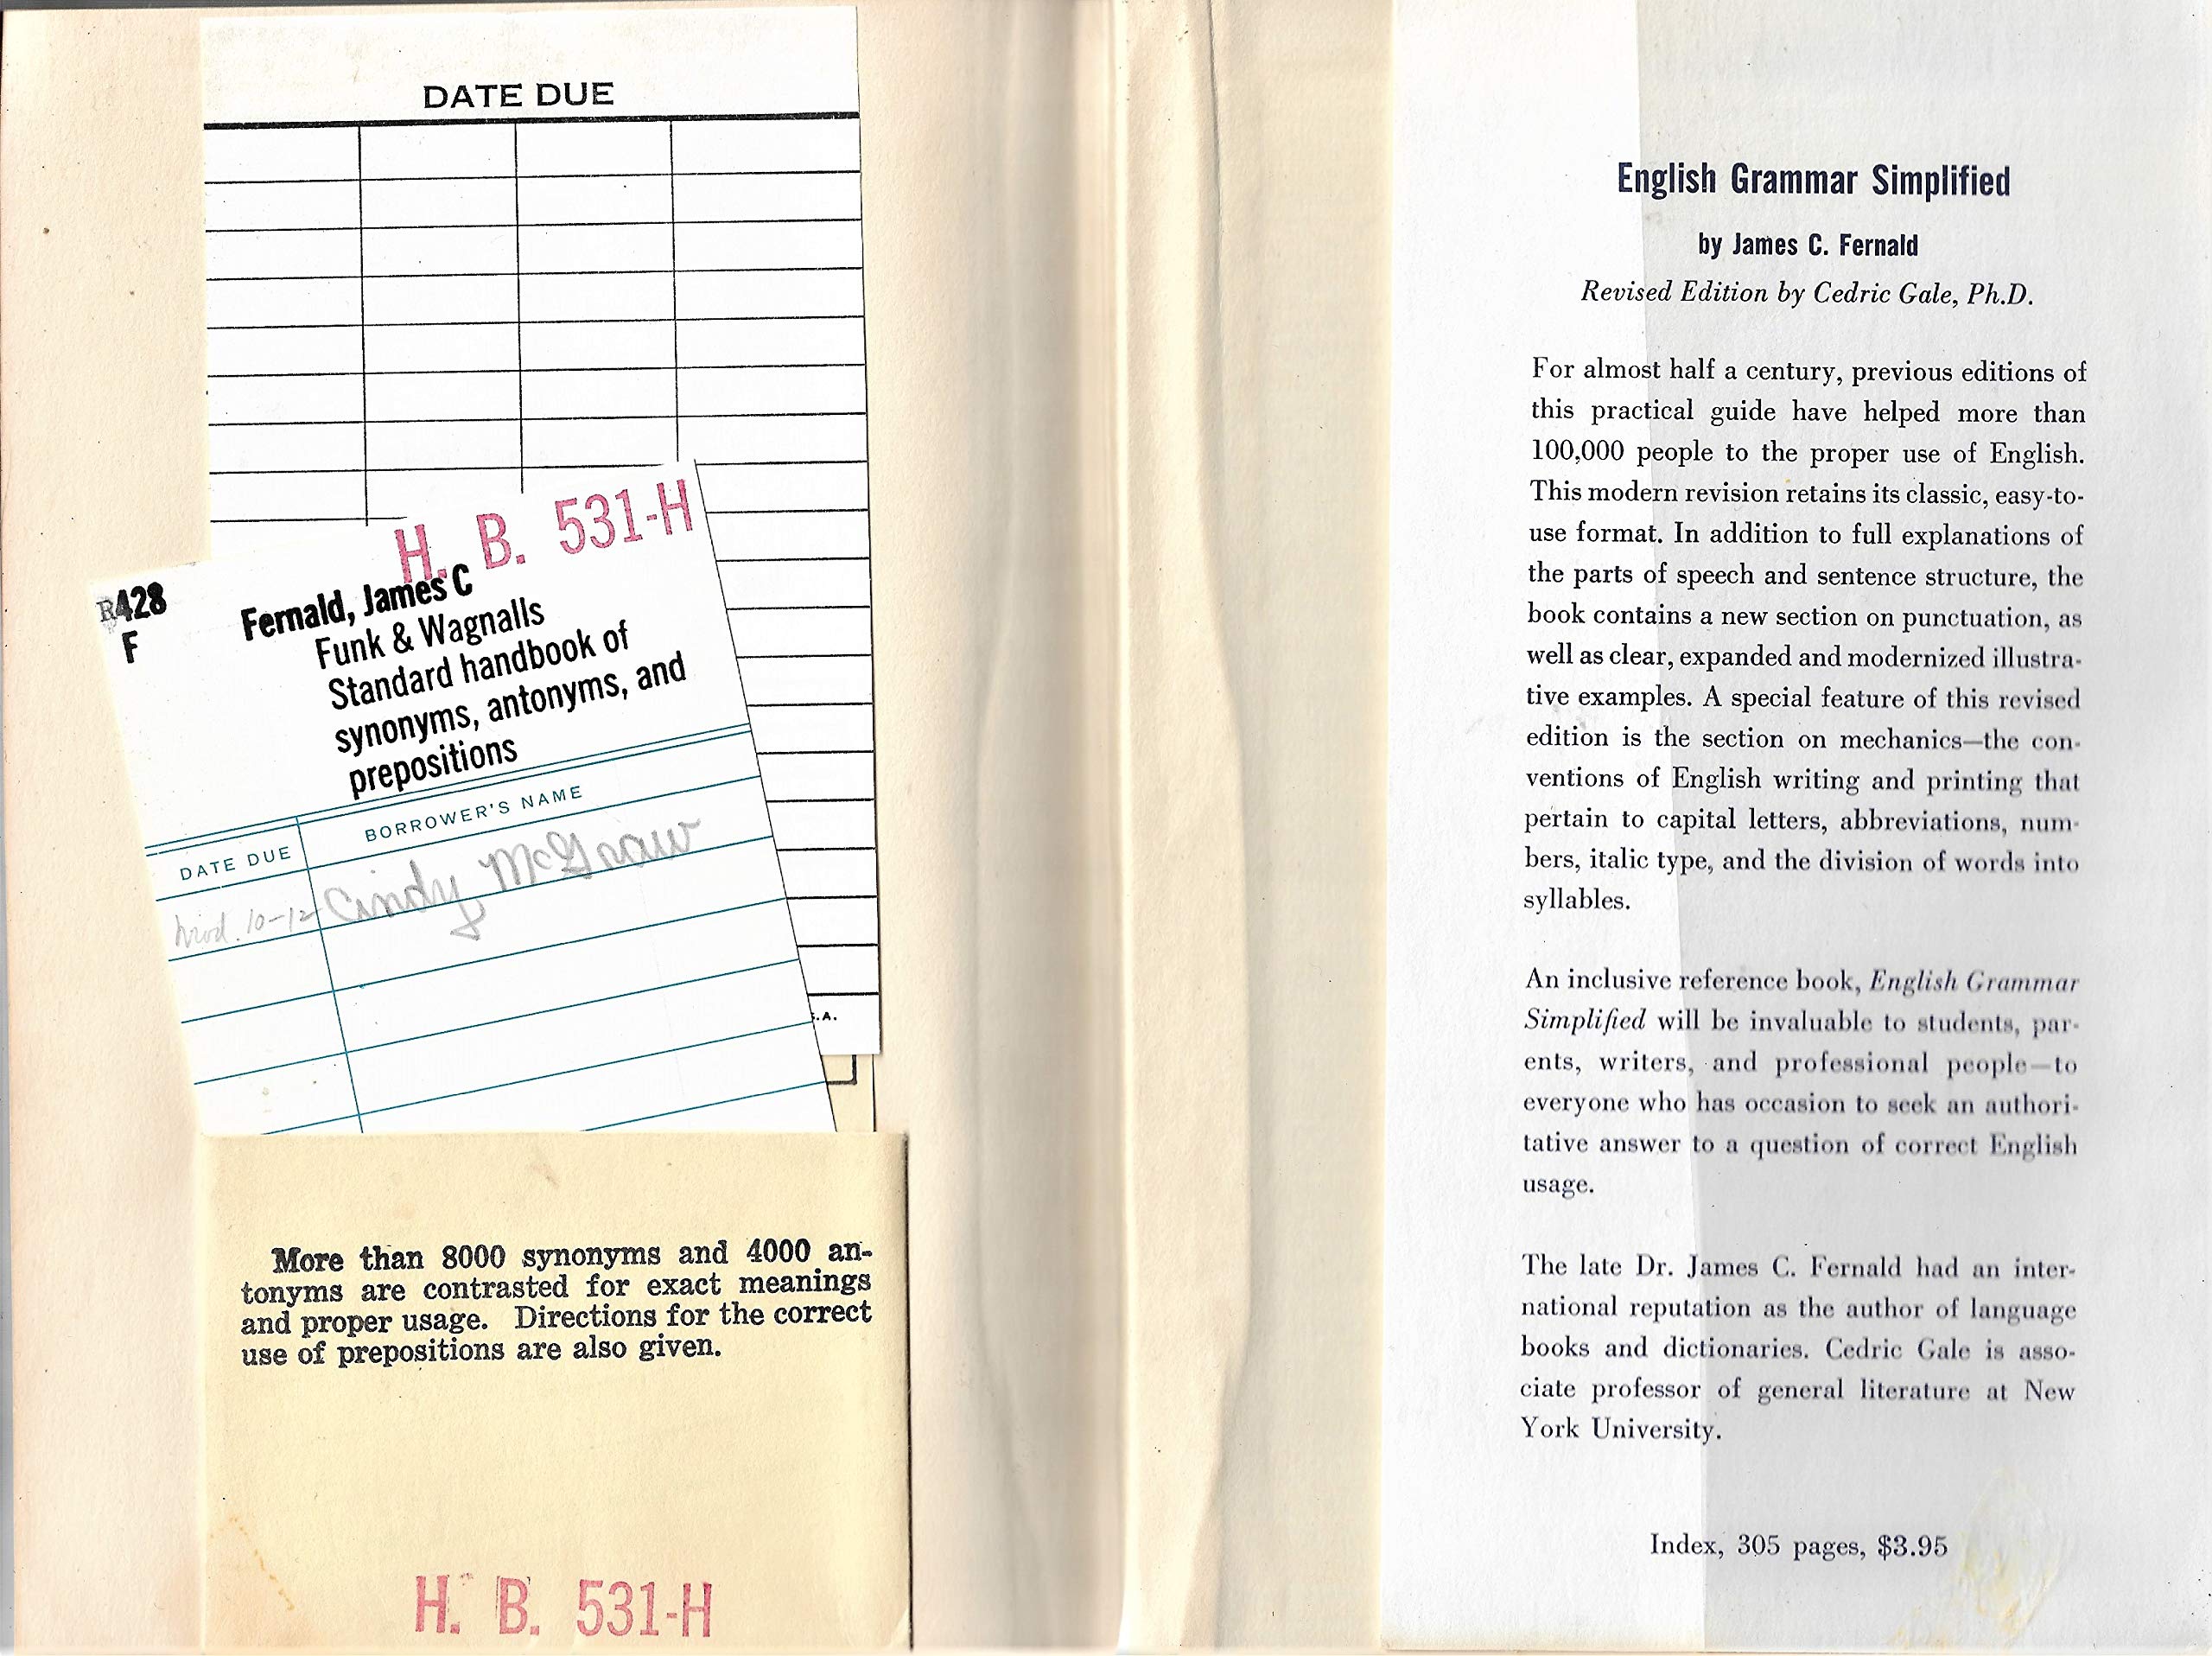 DATE DUE
H. B. 531-H
R428
F
Fernald, James C
Funk & Wagnalls
Standard handbook of
synonyms, antonyms, and
prepositions
DATE DUE
BORROWER'S NAME
10-12
Cindy McGraw
S.A.
More than 8000 synonyms and 4000 an-
tonyms are contrasted for exact meanings
and proper usage. Directions for the correct
use of prepositions are also given.
H. B. 531-H
English Grammar Simplified
by James C. Fernald
Revised Edition by Cedric Gale, Ph.D.
For almost half a century, previous editions of
this practical guide have helped more than
100,000 people to the proper use of English.
This modern revision retains its classic, easy-to-
use format. In addition to full explanations of
the parts of speech and sentence structure, the
book contains a new section on punctuation, as
well as clear, expanded and modernized illustra-
tive examples. A special feature of this revised
edition is the section on mechanics—the con-
ventions of English writing and printing that
pertain to capital letters, abbreviations, num-
bers, italic type, and the division of words into
syllables.
An inclusive reference book, English Grammar
Simplified will be invaluable to students, par-
ents, writers, and professional people—to
everyone who has occasion to seek an authori-
tative answer to a question of correct English
usage.
The late Dr. James C. Fernald had an inter-
national reputation as the author of language
books and dictionaries. Cedric Gale is asso-
ciate professor of general literature at New
York University.
Index, 305 pages, $3.95